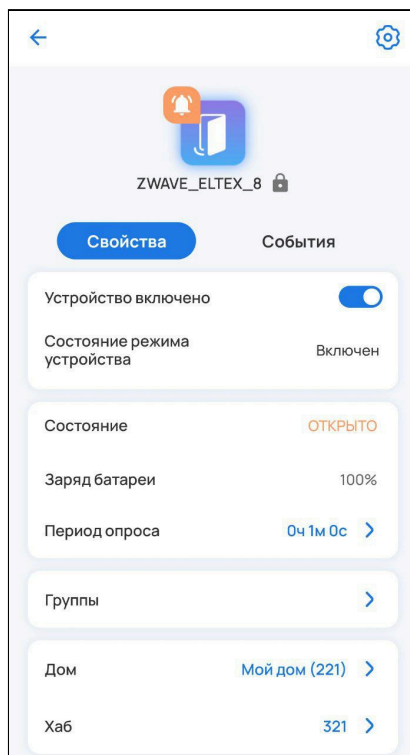 ZWAVE_ELTEX_8
Свойства События
Устройство включено
Состояние режима
устройства
Включен
Состояние ОТКРЫТО
Заряд батареи 100%
Период опроса 0ч 1м 0с
Группы
Дом Мой дом (221)
Хаб 321